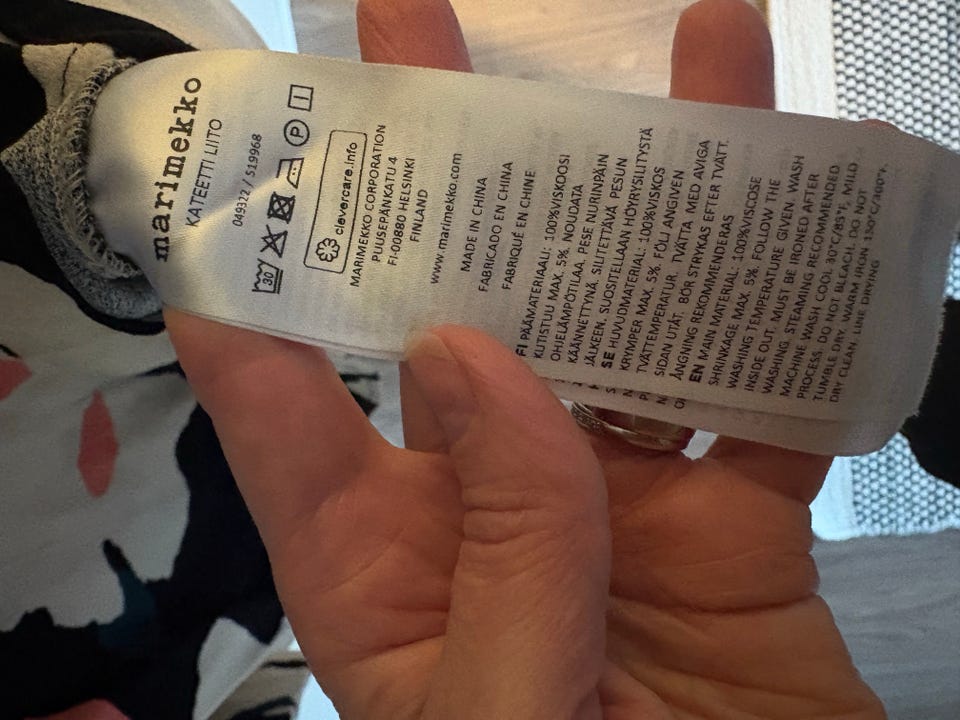 marimekko
KATEETTI LIITO
049322 / 519968
30 P
clevercare.info
MARIMEKKO CORPORATION
PUUSEPÄNKATU 4
FI-00880 HELSINKI
FINLAND
www.marimekko.com
MADE IN CHINA
FABRICADO EN CHINA
FABRIQUÉ EN CHINE
FI PÄÄMATERIAALI: 100%VISKOOSI
KUTISTUU MAX. 5% NOUDATA
OHJELÄMPÖTILAA. PESE NURINPÄIN
KÄÄNNETTYNÄ. SILITETTÄVÄ PESUN
JÄLKEEN. SUOSITELLAAN HÖYRYSILITYSTÄ
SE HUVUDMATERIAL: 100%VISKOS
KRYMPER MAX. 5%. FÖLJ ANGIVEN
TVÄTTEMPERATUR. TVÄTTA MED AVIGA
SIDAN UTÅT. BÖR STRYKAS EFTER TVÄTT.
ÅNGNING REKOMMENDERAS
EN MAIN MATERIAL: 100%VISCOSE
SHRINKAGE MAX. 5% FOLLOW THE
WASHING TEMPERATURE GIVEN. WASH
INSIDE OUT. MUST BE IRONED AFTER
WASHING. STEAMING RECOMMENDED
MACHINE WASH COOL 30°C/85°F, MILD
PROCESS. DO NOT BLEACH. DO NOT
TUMBLE DRY. WARM IRON 150°C/300°F.
DRY CLEAN. LINE DRYING